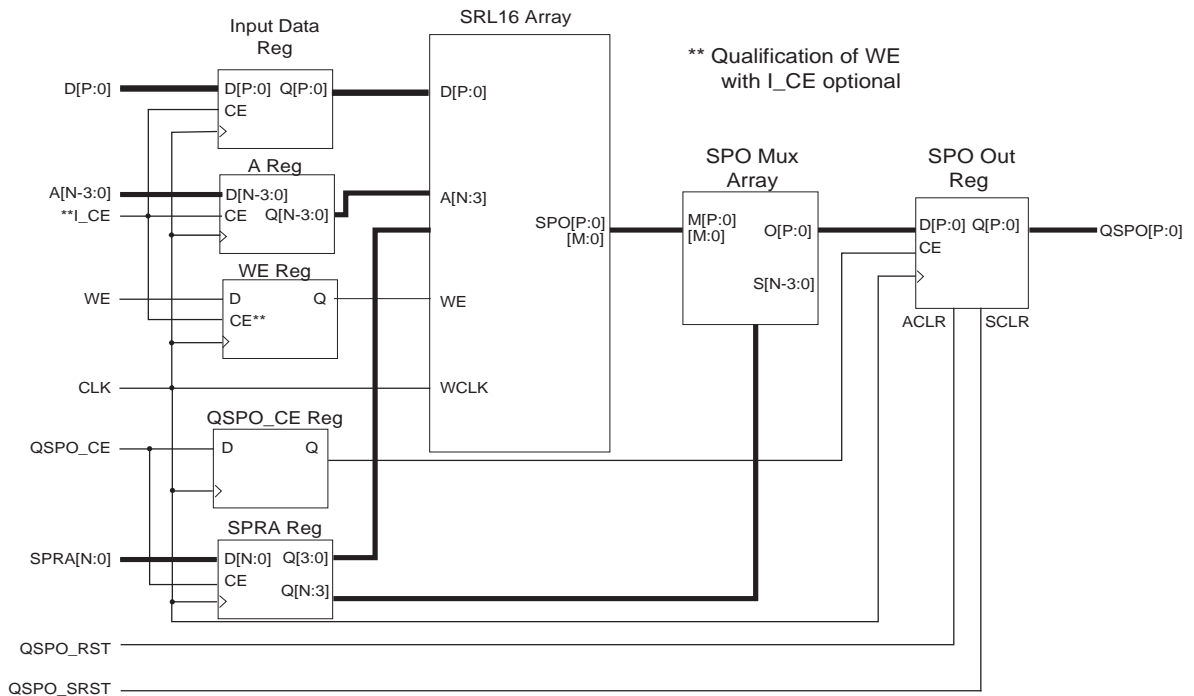 SRL16 Array
Input Data
Reg
** Qualification of WE
with I_CE optional
D[P:0]
D[P:0] Q[P:0]
CE
D[P:0]
A Reg
A[N-3:0]
**I_CE
D[N-3:0]
CE Q[N-3:0]
A[N:3]
SPO[P:0]
[M:0]
SPO Mux
Array
M[P:0]
[M:0]
O[P:0]
S[N-3:0]
SPO Out
Reg
D[P:0] Q[P:0]
CE
QSPO[P:0]
ACLR SCLR
WE Reg
WE
D Q
CE**
WE
CLK
WCLK
QSPO_CE Reg
QSPO_CE
D Q
SPRA Reg
SPRA[N:0]
D[N:0] Q[3:0]
CE
Q[N:3]
QSPO_RST
QSPO_SRST